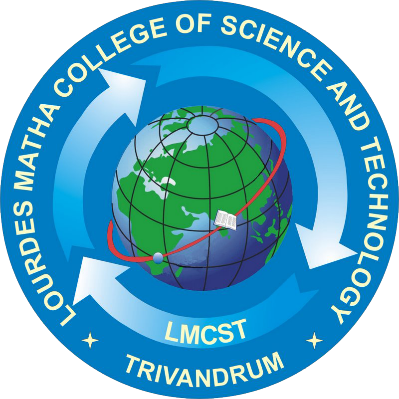 LOURDES MATHA COLLEGE OF SCIENCE AND TECHNOLOGY
LMCST
TRIVANDRUM